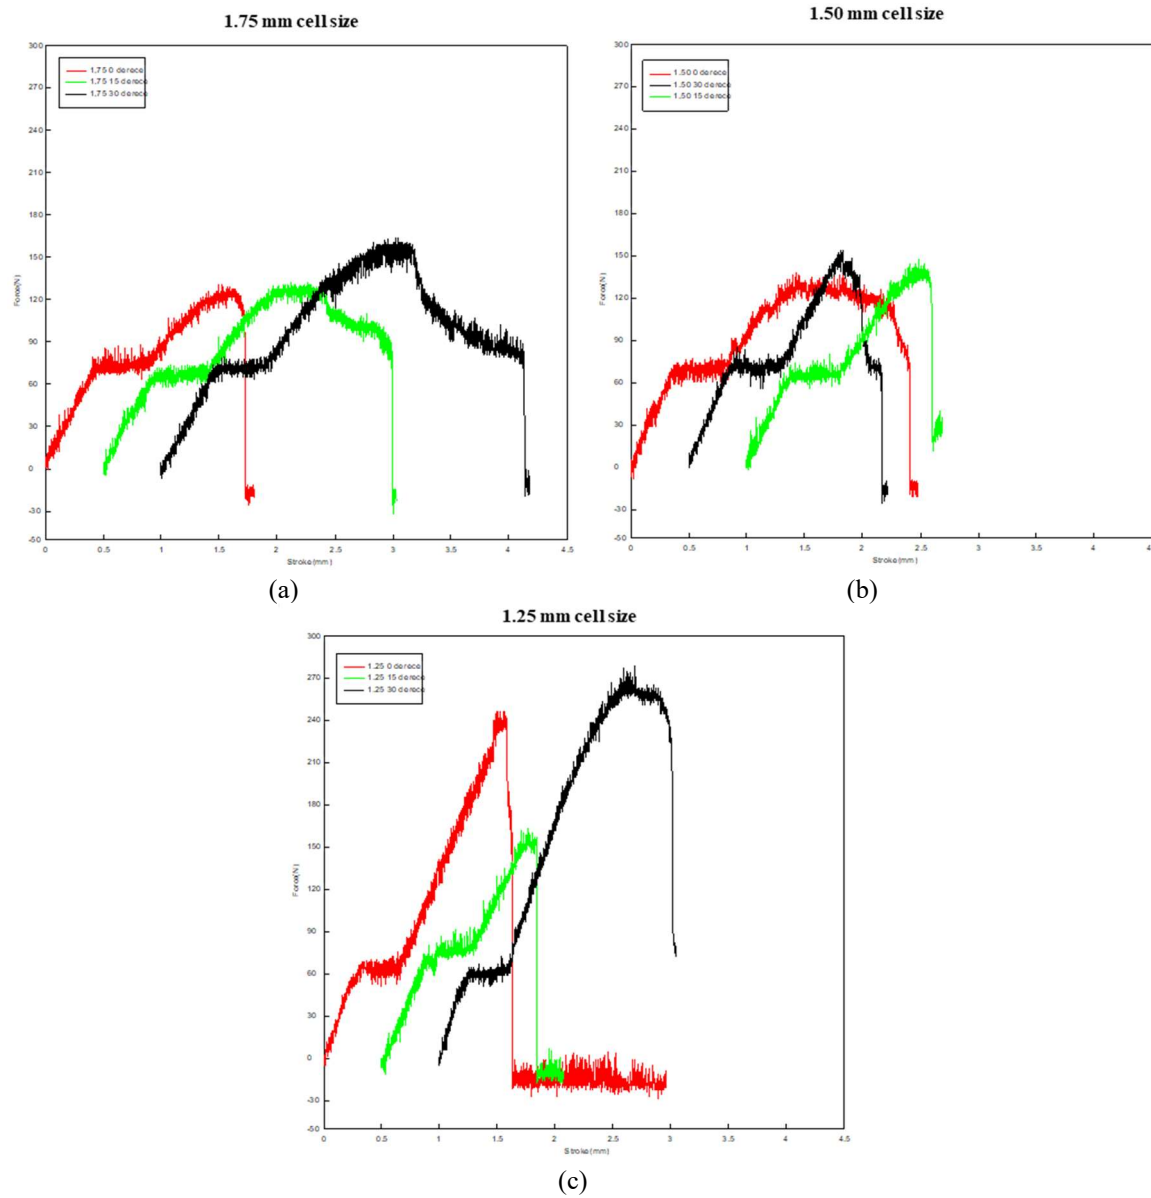 1.75 mm cell size
300
270
240
210
180
150
120
90
60
30
0
-30
-50
Force(N)
1,75 0 derece
1,75 15 derece
1,75 30 derece
0 0.5 1 1.5 2 2.5 3 3.5 4 4.5
Stroke(mm)
(a)
1.50 mm cell size
300
270
240
210
180
150
120
90
60
30
0
-30
-50
Force(N)
1,50 0 derece
1,50 30 derece
1,50 15 derece
0 0.5 1 1.5 2 2.5 3 3.5 4 4.5
Stroke(mm)
(b)
1.25 mm cell size
300
270
240
210
180
150
120
90
60
30
0
-30
-50
Force(N)
1.25 0 derece
1.25 15 derece
1.25 30 derece
0 0.5 1 1.5 2 2.5 3 3.5 4 4.5
Stroke(mm)
(c)